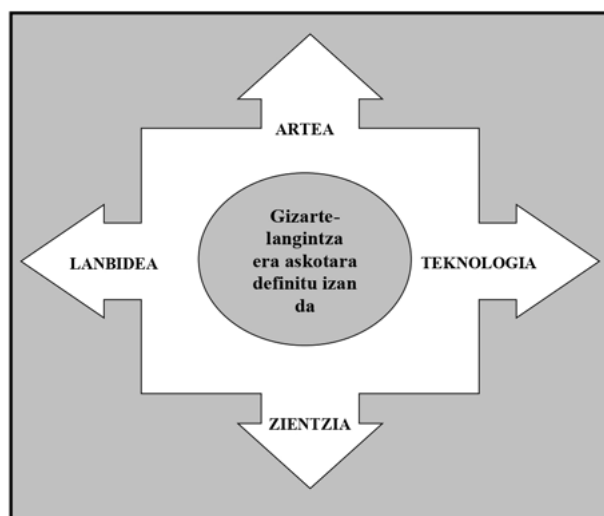 ARTEA
Gizarte-
langintza
era askotara
definitu izan
da
LANBIDEA
TEKNOLOGIA
ZIENTZIA